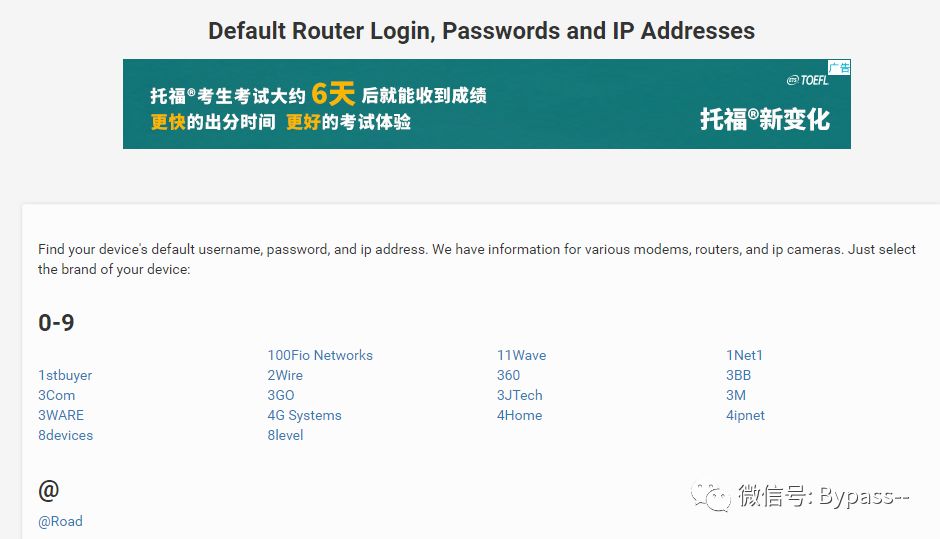 Default Router Login, Passwords and IP Addresses
广告
ETS TOEFL
托福®考生考试大约 6天 后就能收到成绩
更快的出分时间 更好的考试体验
托福®新变化
Find your device's default username, password, and ip address. We have information for various modems, routers, and ip cameras. Just select
the brand of your device:
0-9
100Fio Networks 11Wave 1Net1
1stbuyer 2Wire 360 3BB
3Com 3GO 3JTech 3M
3WARE 4G Systems 4Home 4ipnet
8devices 8level
@
@Road
微信号: Bypass--